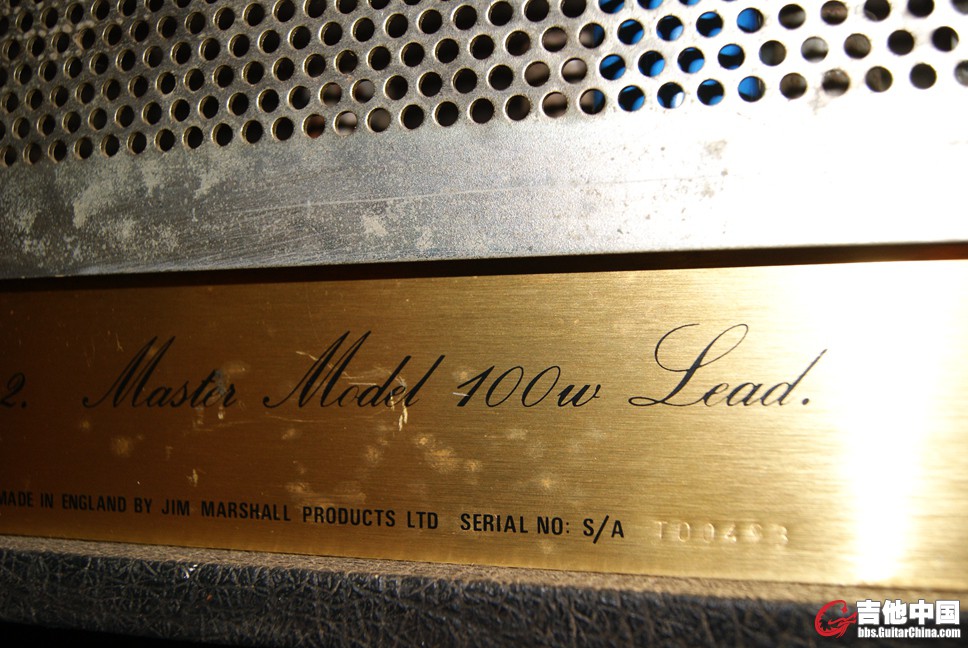 2. Master Model 100w Lead.
MADE IN ENGLAND BY JIM MARSHALL PRODUCTS LTD SERIAL NO: S/A
吉他中国
bbs.GuitarChina.com